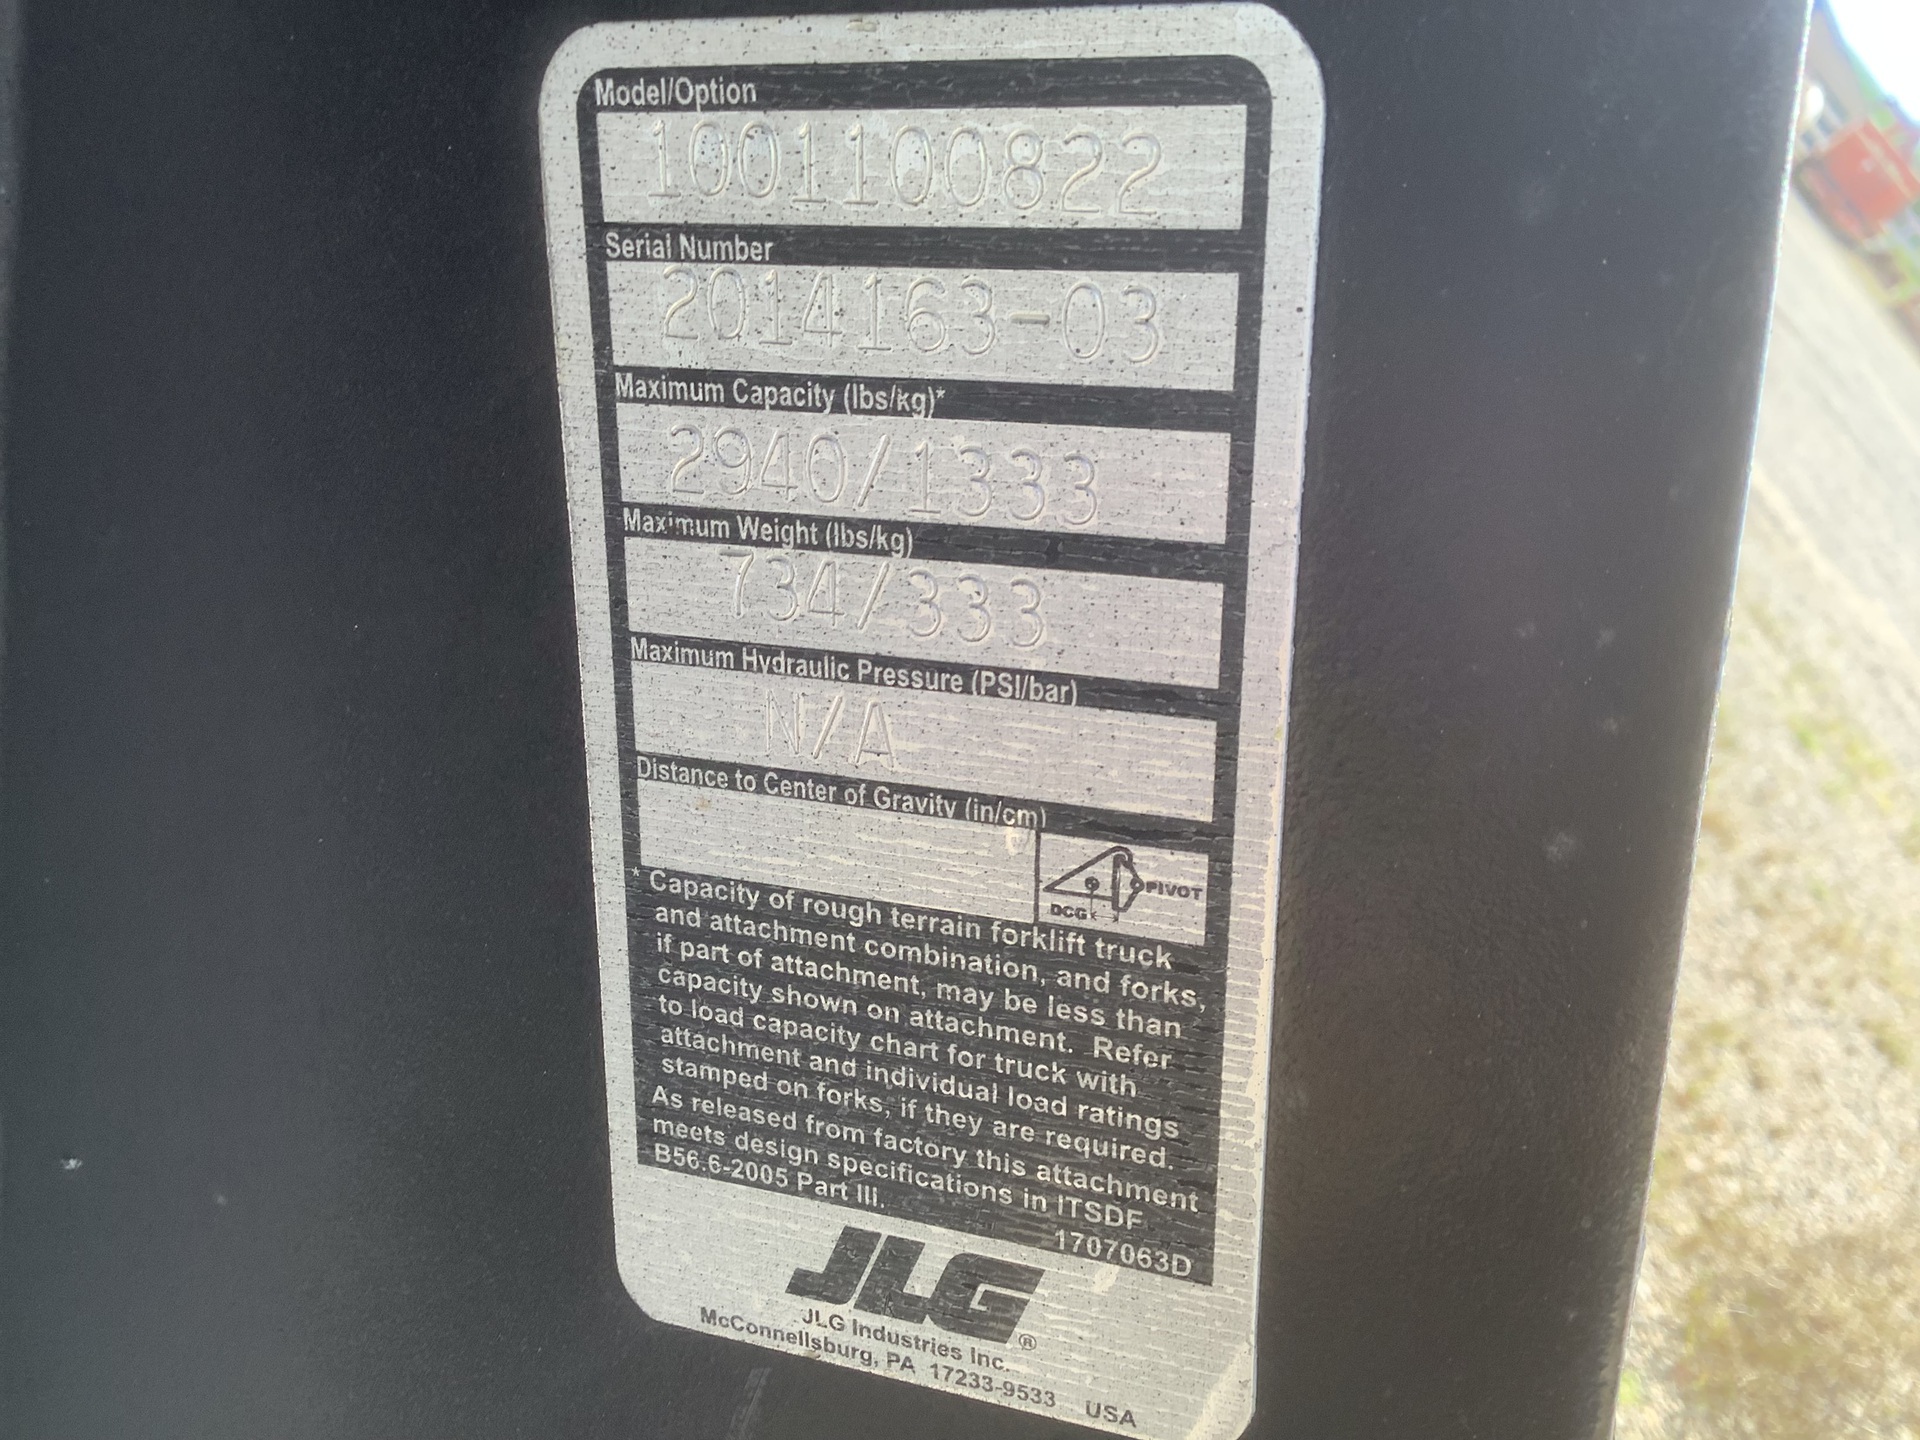 Model/Option
1001100822
Serial Number
2014163-03
Maximum Capacity (lbs/kg)*
2940/1333
Maximum Weight (lbs/kg)
734/333
Maximum Hydraulic Pressure (PSI/bar)
N/A
Distance to Center of Gravity (in/cm)
PIVOT
DCG
* Capacity of rough terrain forklift truck
and attachment combination, and forks,
if part of attachment, may be less than
capacity shown on attachment. Refer
to load capacity chart for truck with
attachment and individual load ratings
stamped on forks, if they are required.
As released from factory this attachment
meets design specifications in ITSDF
B56.6-2005 Part III.
1707063D
JLG®
JLG Industries Inc.
McConnellsburg, PA 17233-9533 USA